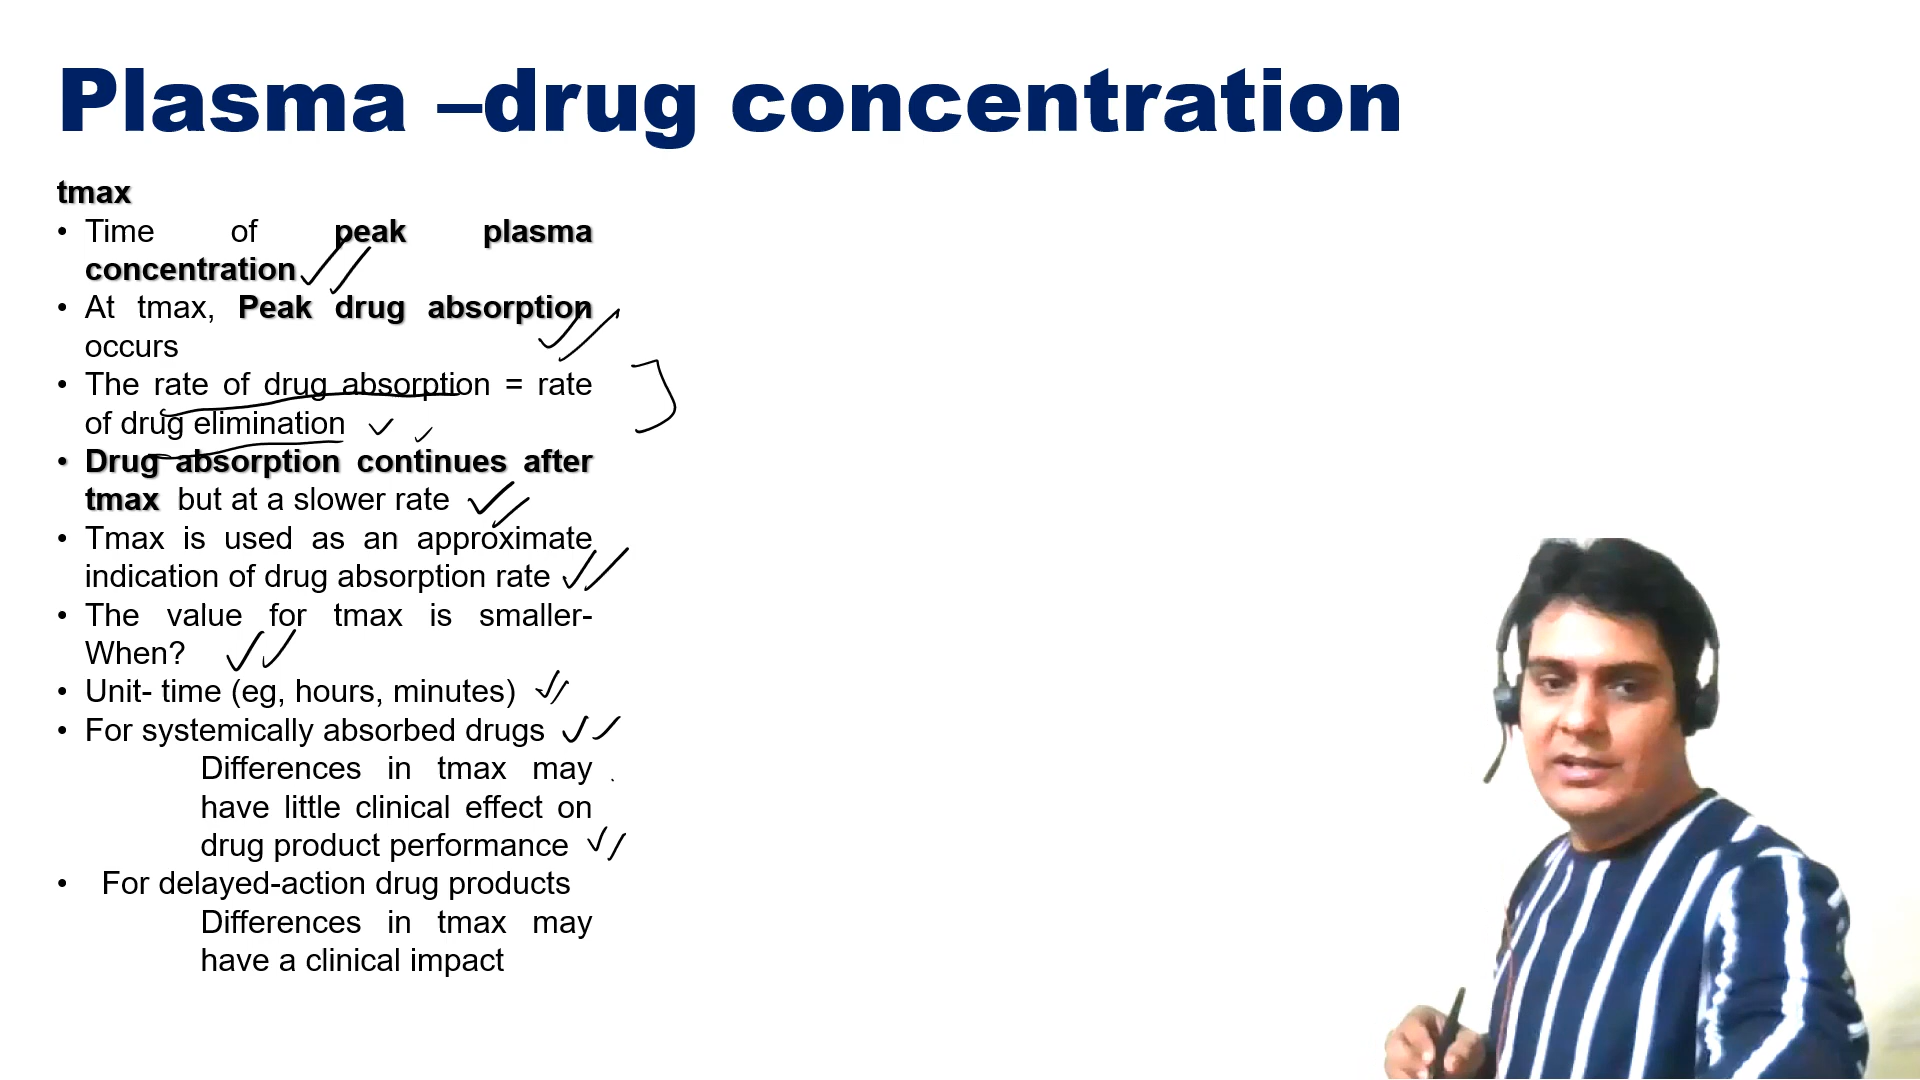 Plasma –drug concentration
tmax
• Time of peak plasma
concentration
• At tmax, Peak drug absorption
occurs
• The rate of drug absorption = rate
of drug elimination
• Drug absorption continues after
tmax but at a slower rate
• Tmax is used as an approximate
indication of drug absorption rate
• The value for tmax is smaller-
When?
• Unit- time (eg, hours, minutes)
• For systemically absorbed drugs
Differences in tmax may
have little clinical effect on
drug product performance
• For delayed-action drug products
Differences in tmax may
have a clinical impact